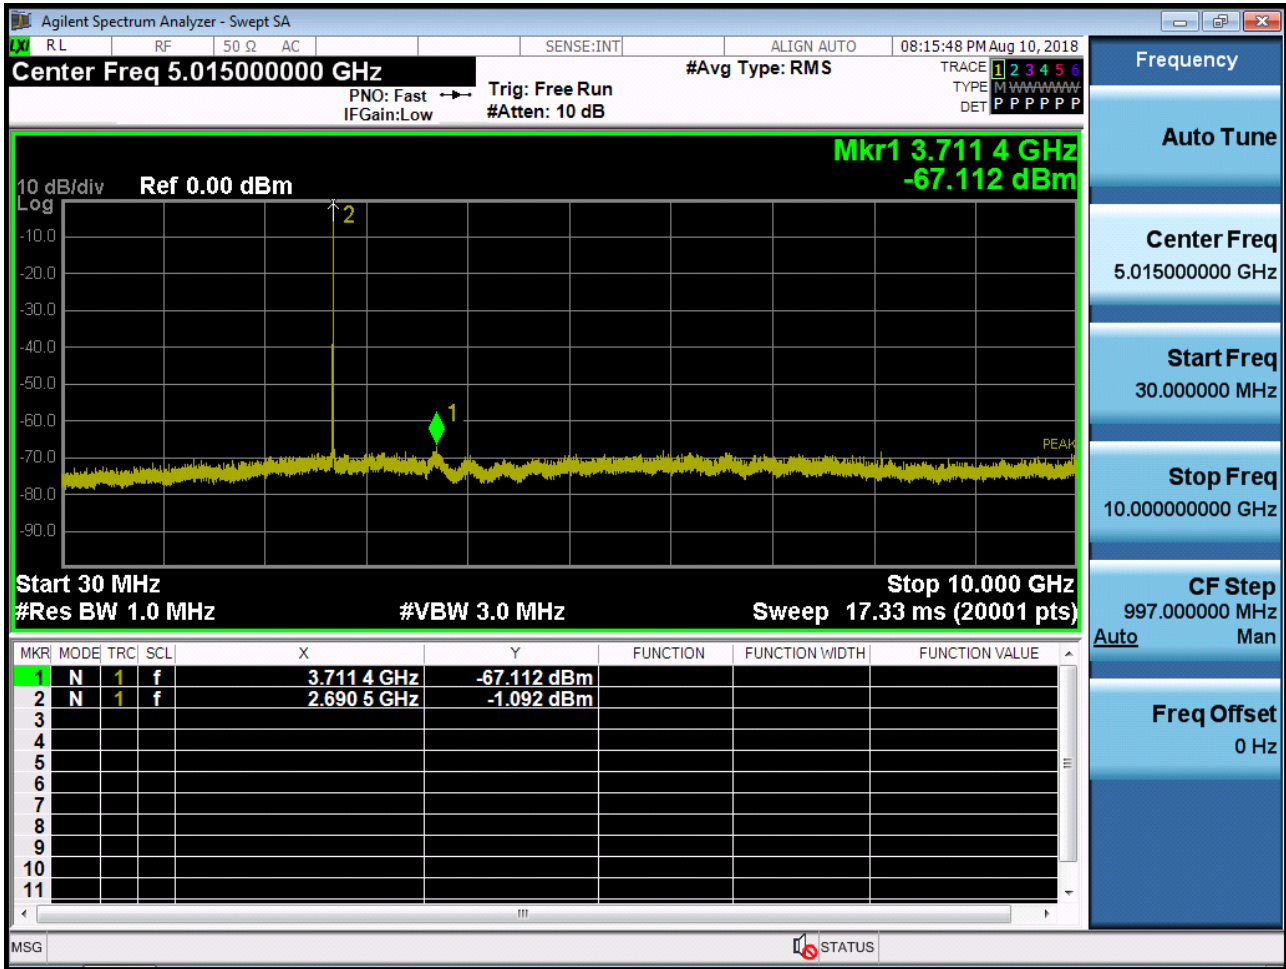 Agilent Spectrum Analyzer - Swept SA
LXI RL RF 50 Ω AC SENSE:INT ALIGN AUTO 08:15:48 PM Aug 10, 2018
Center Freq 5.015000000 GHz
PNO: Fast
IFGain:Low
Trig: Free Run
#Atten: 10 dB
#Avg Type: RMS
TRACE 1 2 3 4 5 6
TYPE M WWWWW
DET P P P P P P
Mkr1 3.711 4 GHz
-67.112 dBm
10 dB/div Ref 0.00 dBm
Log
2
-10.0
-20.0
-30.0
-40.0
-50.0
-60.0
1
PEAK
-70.0
-80.0
-90.0
Start 30 MHz Stop 10.000 GHz
#Res BW 1.0 MHz #VBW 3.0 MHz Sweep 17.33 ms (20001 pts)
MKR MODE TRC SCL X Y FUNCTION FUNCTION WIDTH FUNCTION VALUE
1 N 1 f 3.711 4 GHz -67.112 dBm
2 N 1 f 2.690 5 GHz -1.092 dBm
3
4
5
6
7
8
9
10
11
MSG STATUS
Frequency
Auto Tune
Center Freq
5.015000000 GHz
Start Freq
30.000000 MHz
Stop Freq
10.000000000 GHz
CF Step
997.000000 MHz
Auto Man
Freq Offset
0 Hz